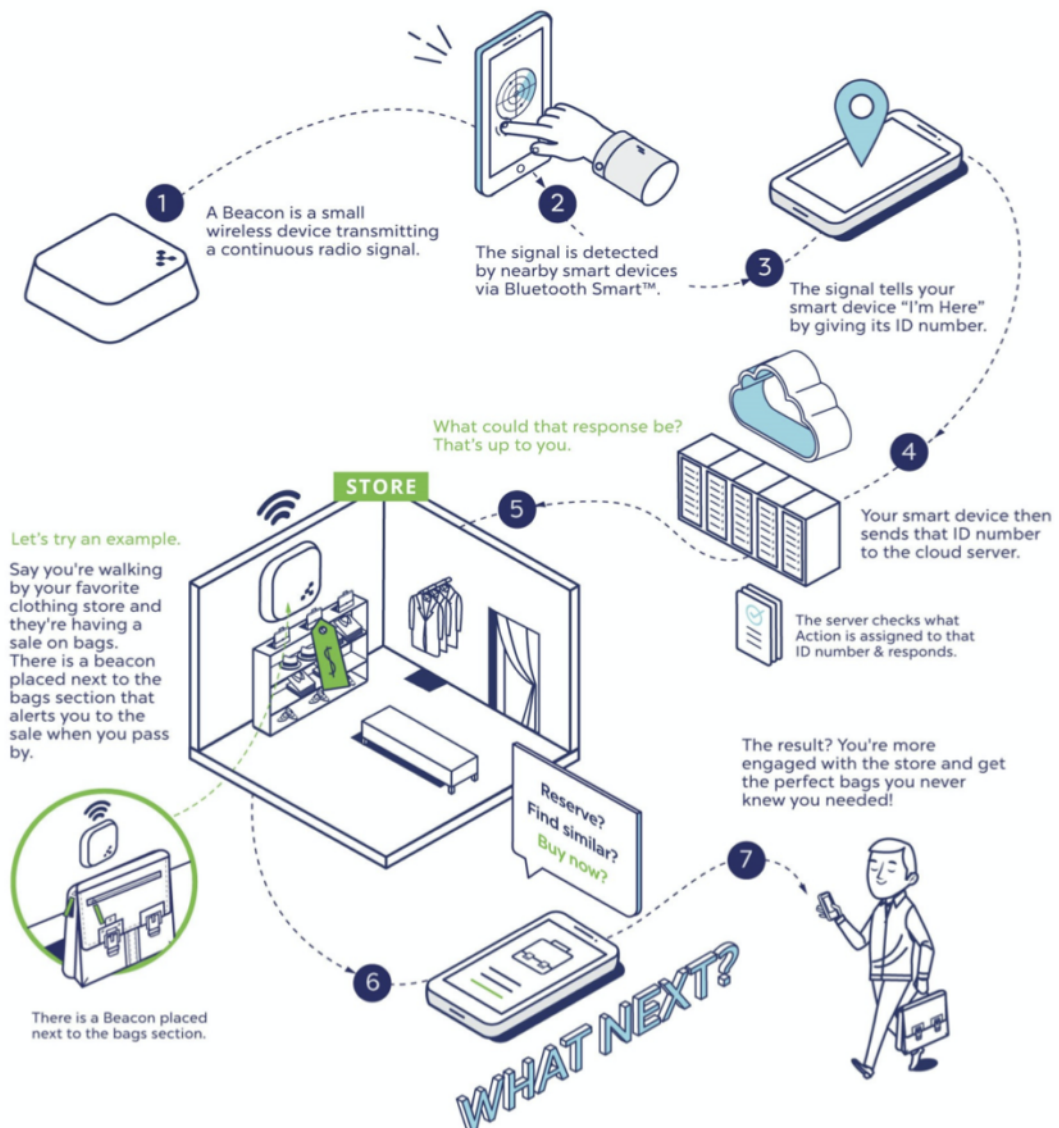 1
A Beacon is a small
wireless device transmitting
a continuous radio signal.
2
The signal is detected
by nearby smart devices
via Bluetooth Smart™.
3
The signal tells your
smart device “I'm Here”
by giving its ID number.
4
Your smart device then
sends that ID number
to the cloud server.
The server checks what
Action is assigned to that
ID number & responds.
What could that response be?
That's up to you.
5
STORE
Let's try an example.
Say you're walking
by your favorite
clothing store and
they're having a
sale on bags.
There is a beacon
placed next to the
bags section that
alerts you to the
sale when you pass
by.
$
There is a Beacon placed
next to the bags section.
6
Reserve?
Find similar?
Buy now?
WHAT NEXT?
7
The result? You're more
engaged with the store and get
the perfect bags you never
knew you needed!